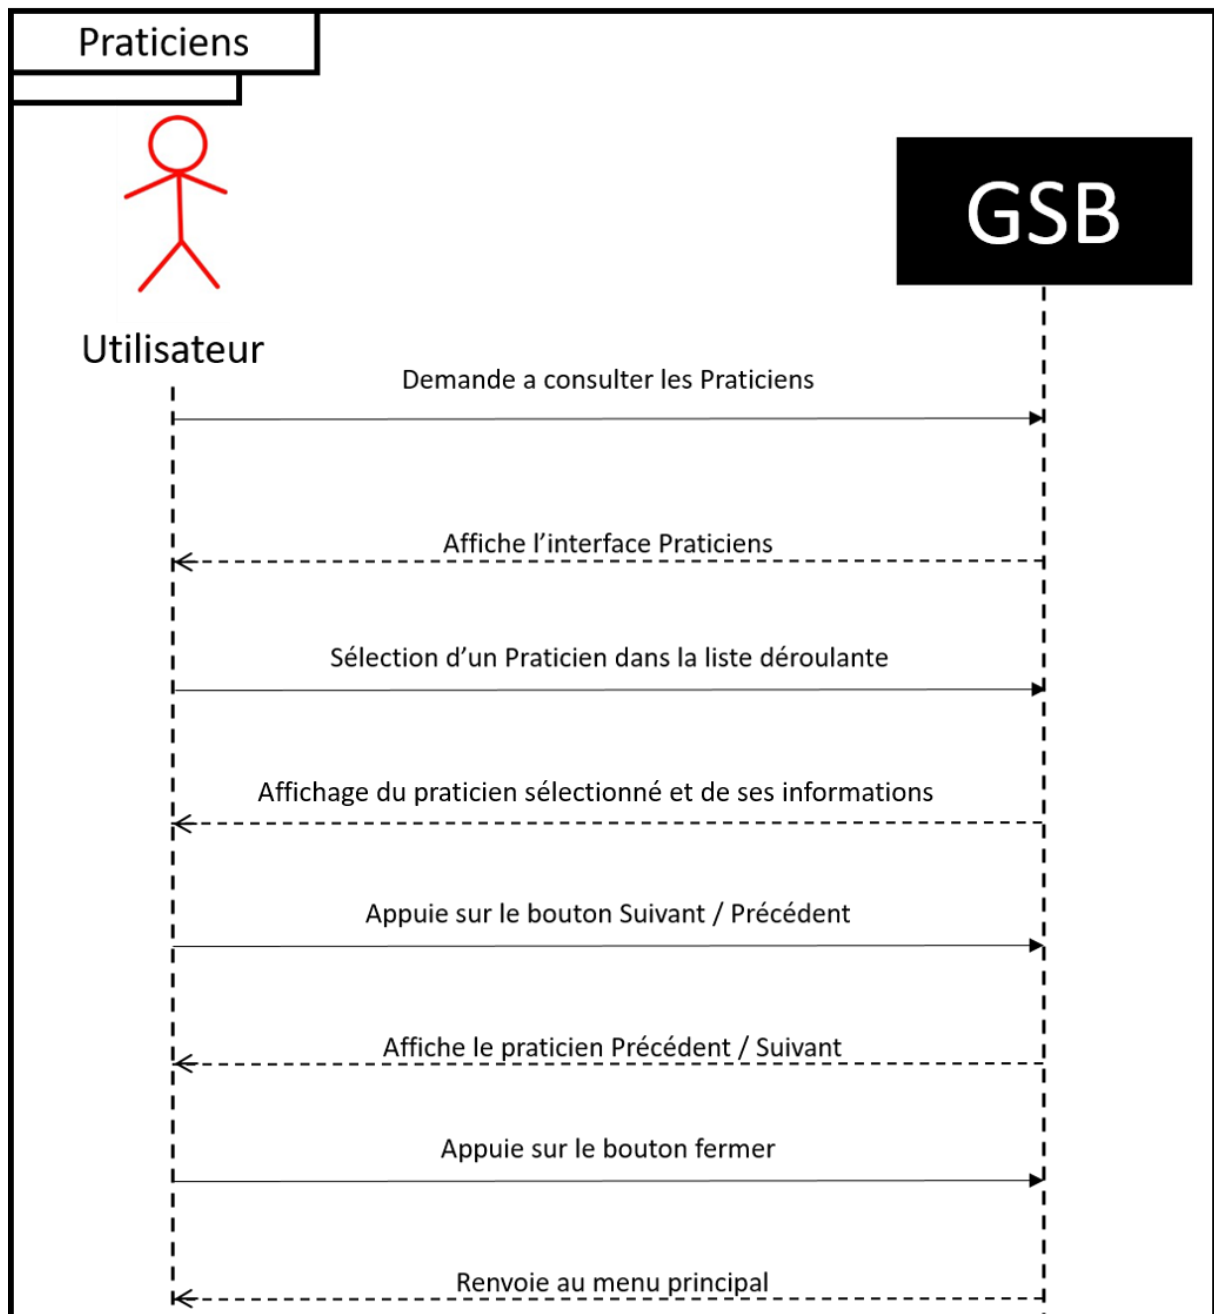 Praticiens
GSB
Utilisateur
Demande a consulter les Praticiens
Affiche l’interface Praticiens
Sélection d’un Praticien dans la liste déroulante
Affichage du praticien sélectionné et de ses informations
Appuie sur le bouton Suivant / Précédent
Affiche le praticien Précédent / Suivant
Appuie sur le bouton fermer
Renvoie au menu principal